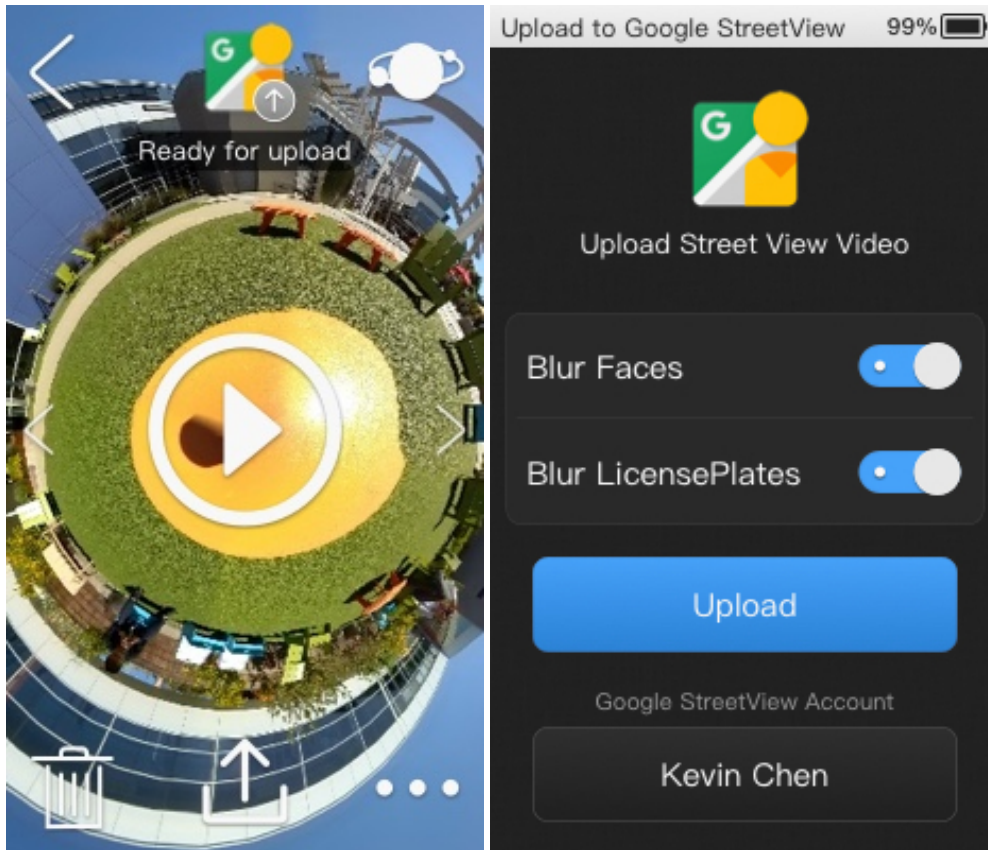 G
Ready for upload
Upload to Google StreetView 99%
G
Upload Street View Video
Blur Faces
Blur LicensePlates
Upload
Google StreetView Account
Kevin Chen